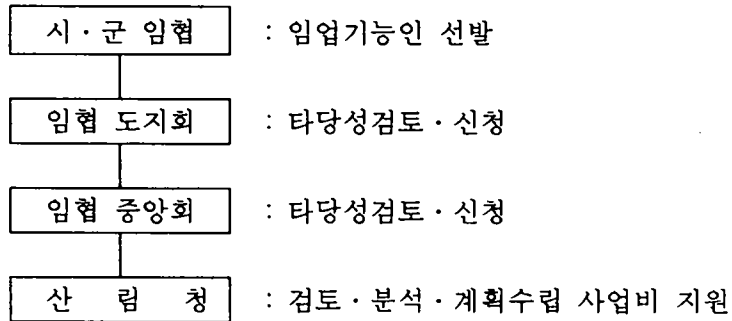 시·군 임협 : 임업기능인 선발
임협 도지회 : 타당성검토·신청
임협 중앙회 : 타당성검토·신청
산 림 청 : 검토·분석·계획수립 사업비 지원